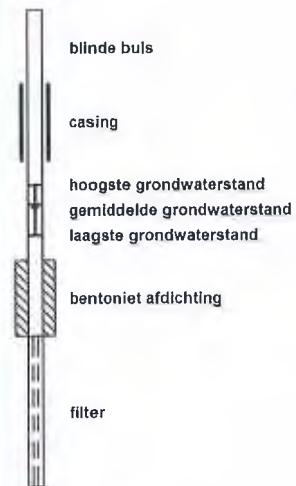 blinde buis
casing
hoogste grondwaterstand
gemiddelde grondwaterstand
laagste grondwaterstand
bentoniet afdichting
filter